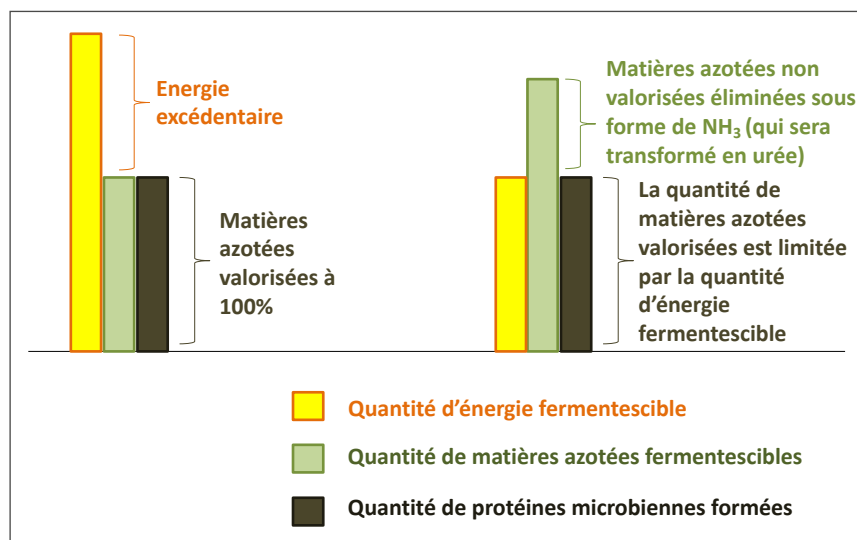 Energie
excédentaire
Matières
azotées
valorisées à
100%
Matières azotées non
valorisées éliminées sous
forme de NH₃ (qui sera
transformé en urée)
La quantité de
matières azotées
valorisées est limitée
par la quantité
d’énergie
fermentescible
Quantité d’énergie fermentescible
Quantité de matières azotées fermentescibles
Quantité de protéines microbiennes formées